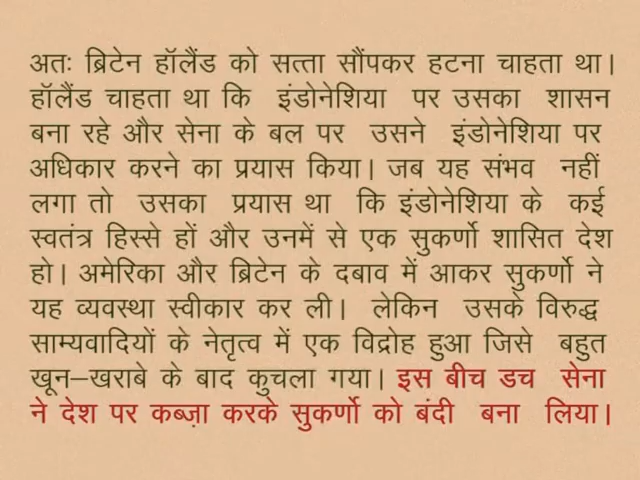 अतः ब्रिटेन हॉलैंड को सत्ता सौंपकर हटना चाहता था।
हॉलैंड चाहता था कि इंडोनेशिया पर उसका शासन
बना रहे और सेना के बल पर उसने इंडोनेशिया पर
अधिकार करने का प्रयास किया। जब यह संभव नहीं
लगा तो उसका प्रयास था कि इंडोनेशिया के कई
स्वतंत्र हिस्से हों और उनमें से एक सुकर्णो शासित देश
हो। अमेरिका और ब्रिटेन के दबाव में आकर सुकर्णो ने
यह व्यवस्था स्वीकार कर ली। लेकिन उसके विरुद्ध
साम्यवादियों के नेतृत्व में एक विद्रोह हुआ जिसे बहुत
खून–खराबे के बाद कुचला गया। इस बीच डच सेना
ने देश पर कब्ज़ा करके सुकर्णो को बंदी बना लिया।